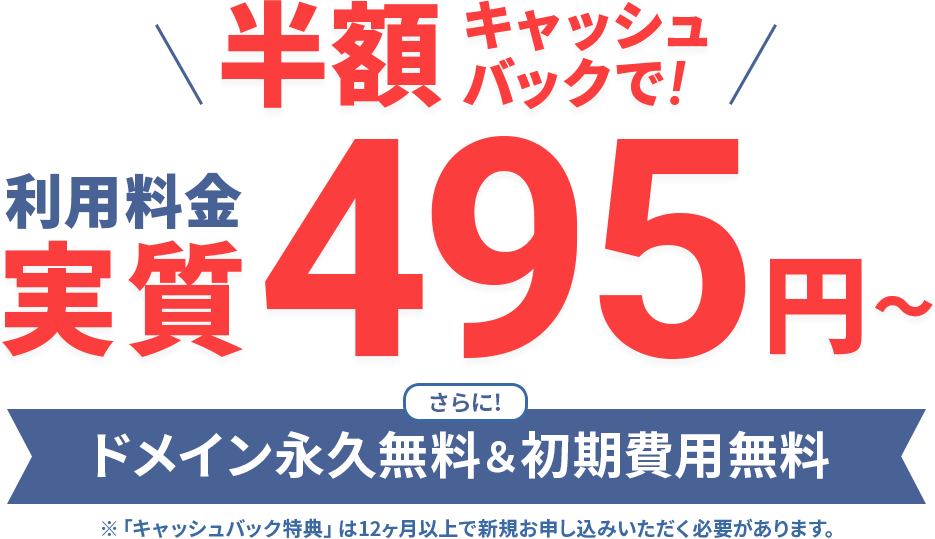 半額キャッシュ
バックで!
利用料金
実質495円～
さらに!
ドメイン永久無料&初期費用無料
※「キャッシュバック特典」は12ヶ月以上で新規お申し込みいただく必要があります。